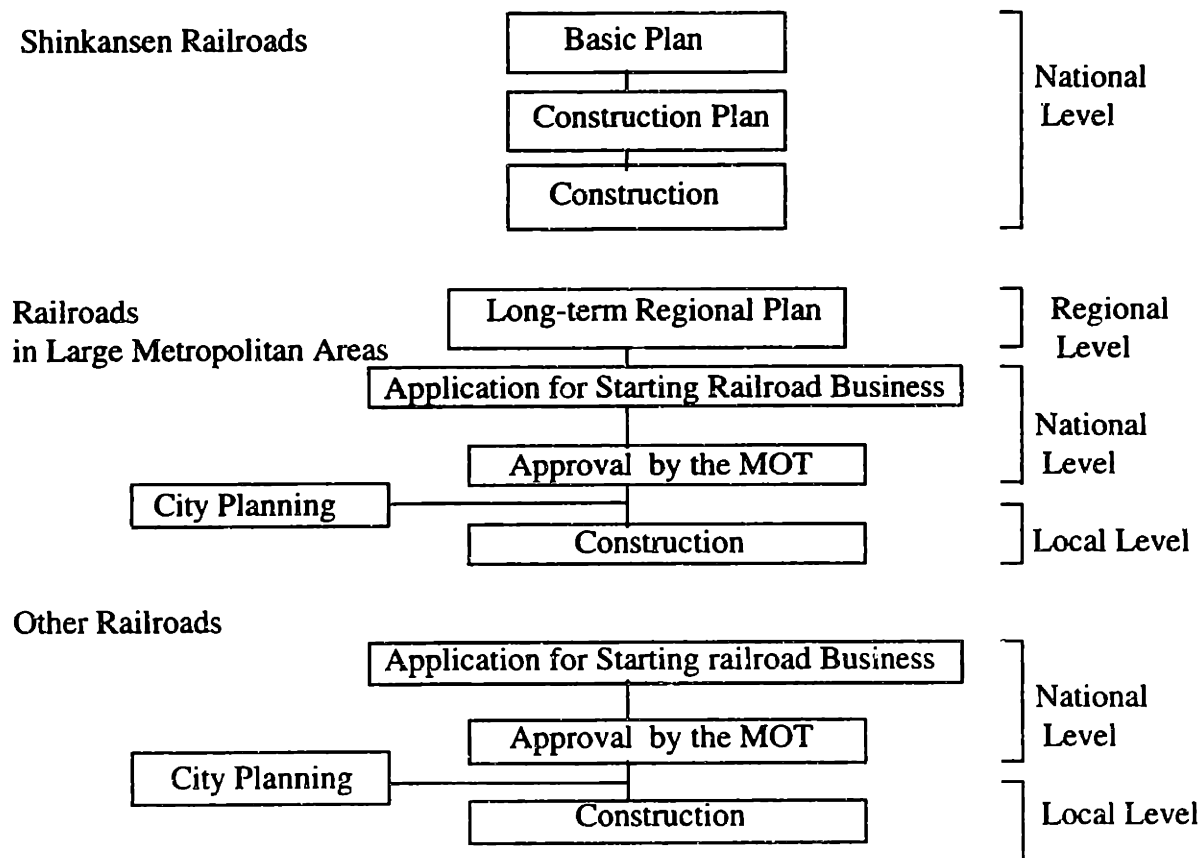 Shinkansen Railroads
Basic Plan
Construction Plan
Construction
National
Level
Railroads
in Large Metropolitan Areas
Long-term Regional Plan
Regional
Level
Application for Starting Railroad Business
Approval by the MOT
National
Level
City Planning
Construction
Local Level
Other Railroads
Application for Starting railroad Business
Approval by the MOT
National
Level
City Planning
Construction
Local Level